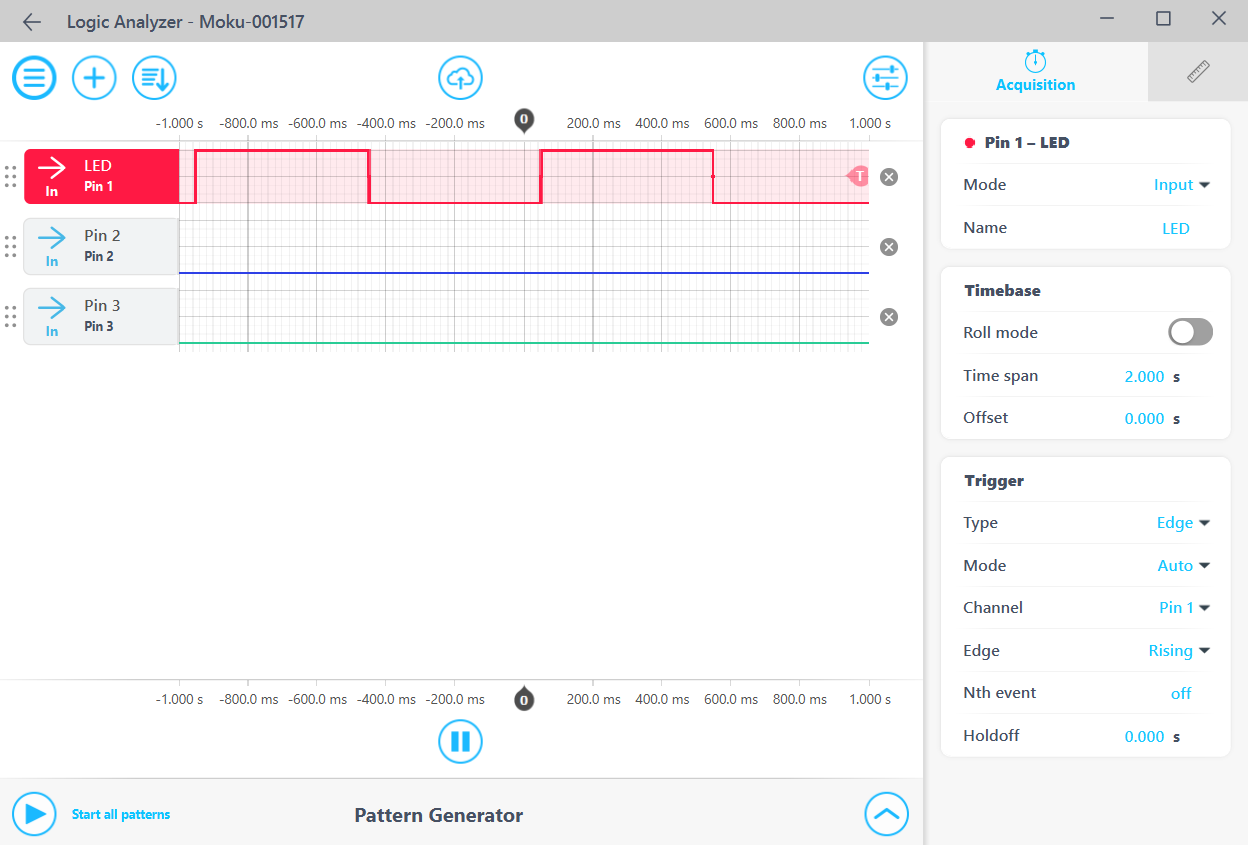 Logic Analyzer - Moku-001517
Acquisition
-1.000 s -800.0 ms -600.0 ms -400.0 ms -200.0 ms 0 200.0 ms 400.0 ms 600.0 ms 800.0 ms 1.000 s
In LED
Pin 1
T
In Pin 2
Pin 2
In Pin 3
Pin 3
-1.000 s -800.0 ms -600.0 ms -400.0 ms -200.0 ms 0 200.0 ms 400.0 ms 600.0 ms 800.0 ms 1.000 s
Start all patterns
Pattern Generator
Pin 1 – LED
Mode Input
Name LED
Timebase
Roll mode
Time span 2.000 s
Offset 0.000 s
Trigger
Type Edge
Mode Auto
Channel Pin 1
Edge Rising
Nth event off
Holdoff 0.000 s